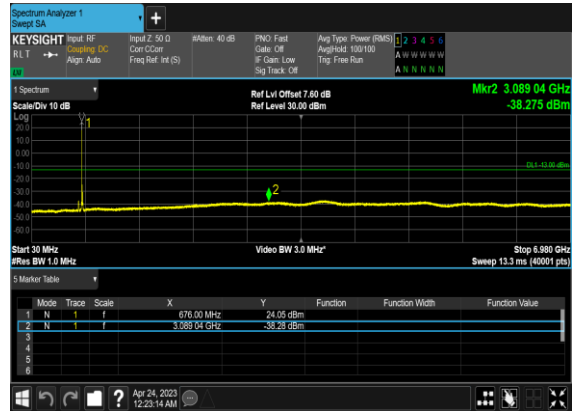 Spectrum Analyzer 1
Swept SA
KEYSIGHT Input: RF Input Z: 50 Ω #Atten: 40 dB PNO: Fast Avg Type: Power (RMS) 1 2 3 4 5 6
RLT Coupling: DC Corr CCorr Gate: Off Avg|Hold: 100/100 A W W W W W
Align: Auto Freq Ref: Int (S) IF Gain: Low Trig: Free Run
Sig Track: Off A N N N N N
1 Spectrum Ref Lvl Offset 7.60 dB Mkr2 3.089 04 GHz
Scale/Div 10 dB Ref Level 30.00 dBm -38.275 dBm
Log
20.0 1
10.0
0.00
-10.0 DL1 -13.00 dBm
-20.0
-30.0 2
-40.0
-50.0
-60.0
Start 30 MHz Video BW 3.0 MHz* Stop 6.980 GHz
#Res BW 1.0 MHz Sweep 13.3 ms (40001 pts)
5 Marker Table
Mode Trace Scale X Y Function Function Width Function Value
1 N 1 f 676.00 MHz 24.05 dBm
2 N 1 f 3.089 04 GHz -38.28 dBm
3
4
5
6
? Apr 24, 2023
12:23:14 AM